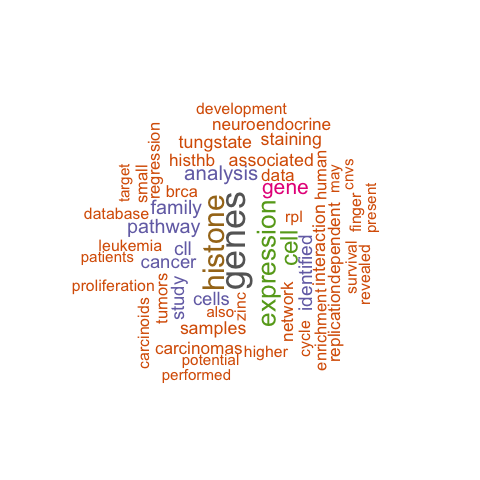 development
neuroendocrine
tungstate
staining
histhb
associated
regression
analysis
data
target
small
brca
gene
human
may
cnvs
present
database
family
histone
genes
expression
rpl
finger
pathway
cell
leukemia
cll
identified
interaction
dependent
patients
cancer
survival
revealed
proliferation
tumors
study
cells
zinc
network
replication
also
samples
carcinoids
carcinomas
higher
cycle
enrichment
potential
performed